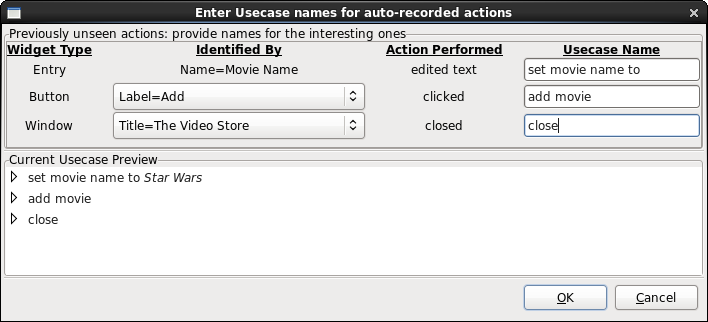 Enter Usecase names for auto-recorded actions
Previously unseen actions: provide names for the interesting ones
Widget Type Identified By Action Performed Usecase Name
Entry Name=Movie Name edited text set movie name to
Button Label=Add clicked add movie
Window Title=The Video Store closed close
Current Usecase Preview
set movie name to Star Wars
add movie
close
OK Cancel